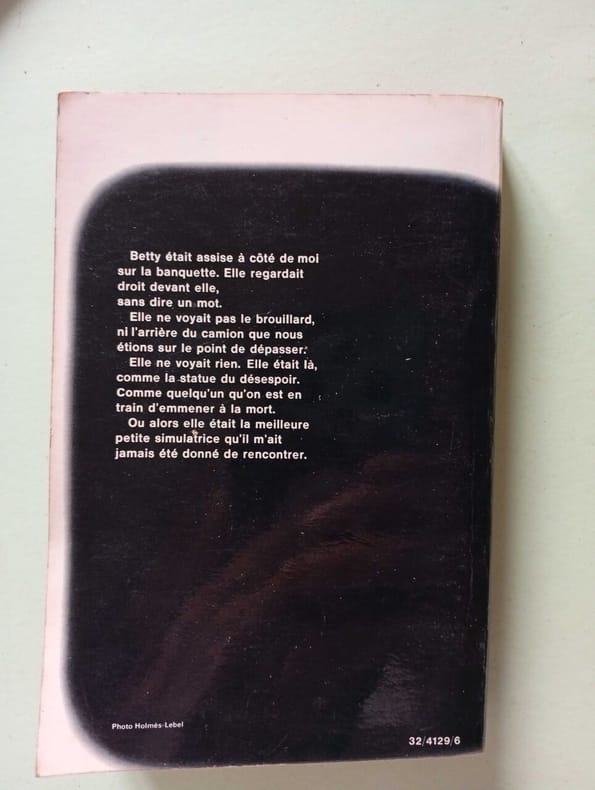 Betty était assise à côté de moi
sur la banquette. Elle regardait
droit devant elle,
sans dire un mot.
Elle ne voyait pas le brouillard,
ni l'arrière du camion que nous
étions sur le point de dépasser.
Elle ne voyait rien. Elle était là,
comme la statue du désespoir.
Comme quelqu'un qu'on est en
train d'emmener à la mort.
Ou alors elle était la meilleure
petite simulatrice qu'il m'ait
jamais été donné de rencontrer.
Photo Holmès-Lebel
32/4129/6